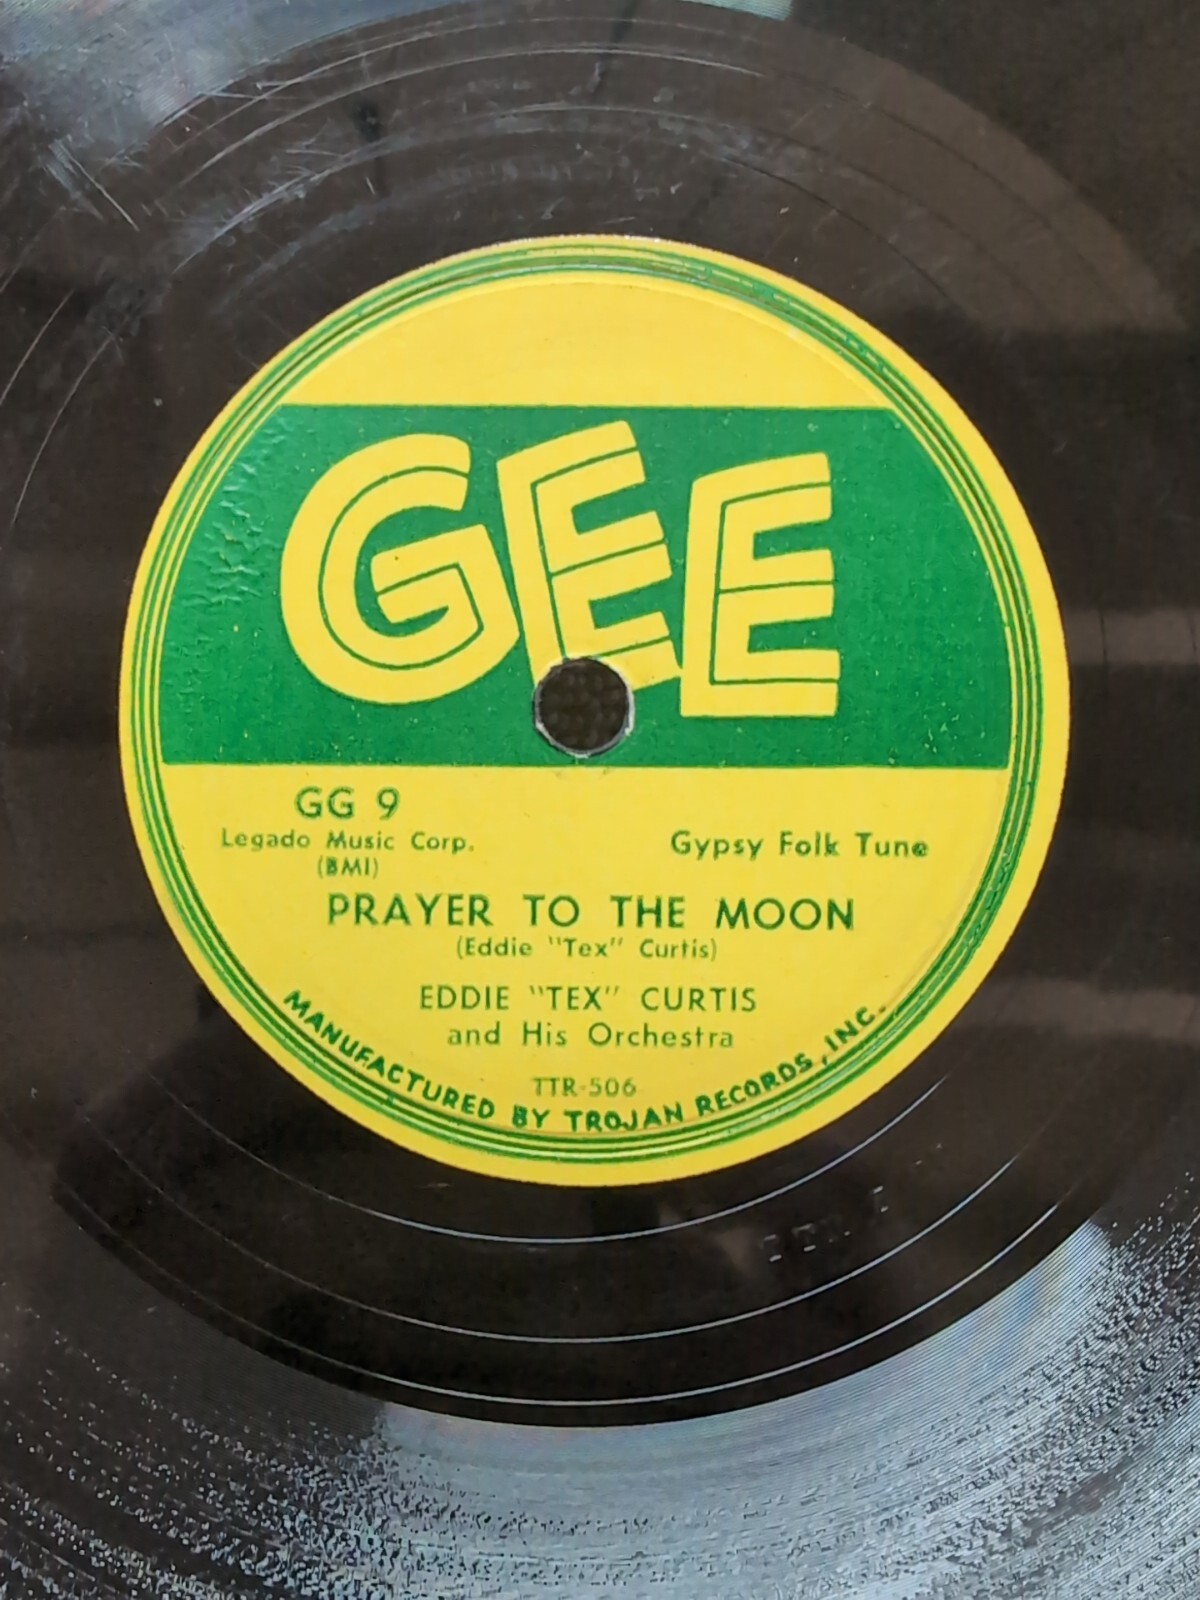 GEE
GG 9
Legado Music Corp.
(BMI)
Gypsy Folk Tune
PRAYER TO THE MOON
(Eddie "Tex" Curtis)
EDDIE "TEX" CURTIS
and His Orchestra
TTR-506
MANUFACTURED BY TROJAN RECORDS, INC.